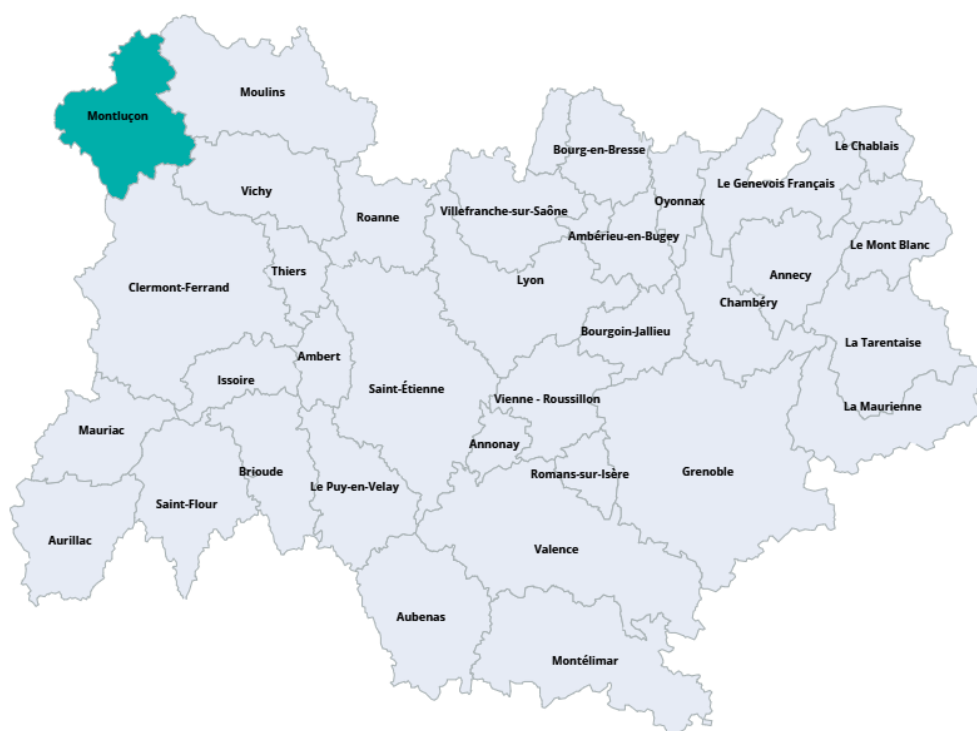 Moulins
Montluçon
Le Chablais
Bourg-en-Bresse
Le Genevois Français
Vichy
Oyonnax
Villefranche-sur-Saône
Roanne
Ambérieu-en-Bugey
Le Mont Blanc
Thiers
Annecy
Lyon
Clermont-Ferrand
Chambéry
Bourgoin-Jallieu
La Tarentaise
Ambert
Issoire
Saint-Étienne
Vienne - Roussillon
La Maurienne
Mauriac
Annonay
Brioude
Grenoble
Romans-sur-Isère
Le Puy-en-Velay
Saint-Flour
Aurillac
Valence
Aubenas
Montélimar